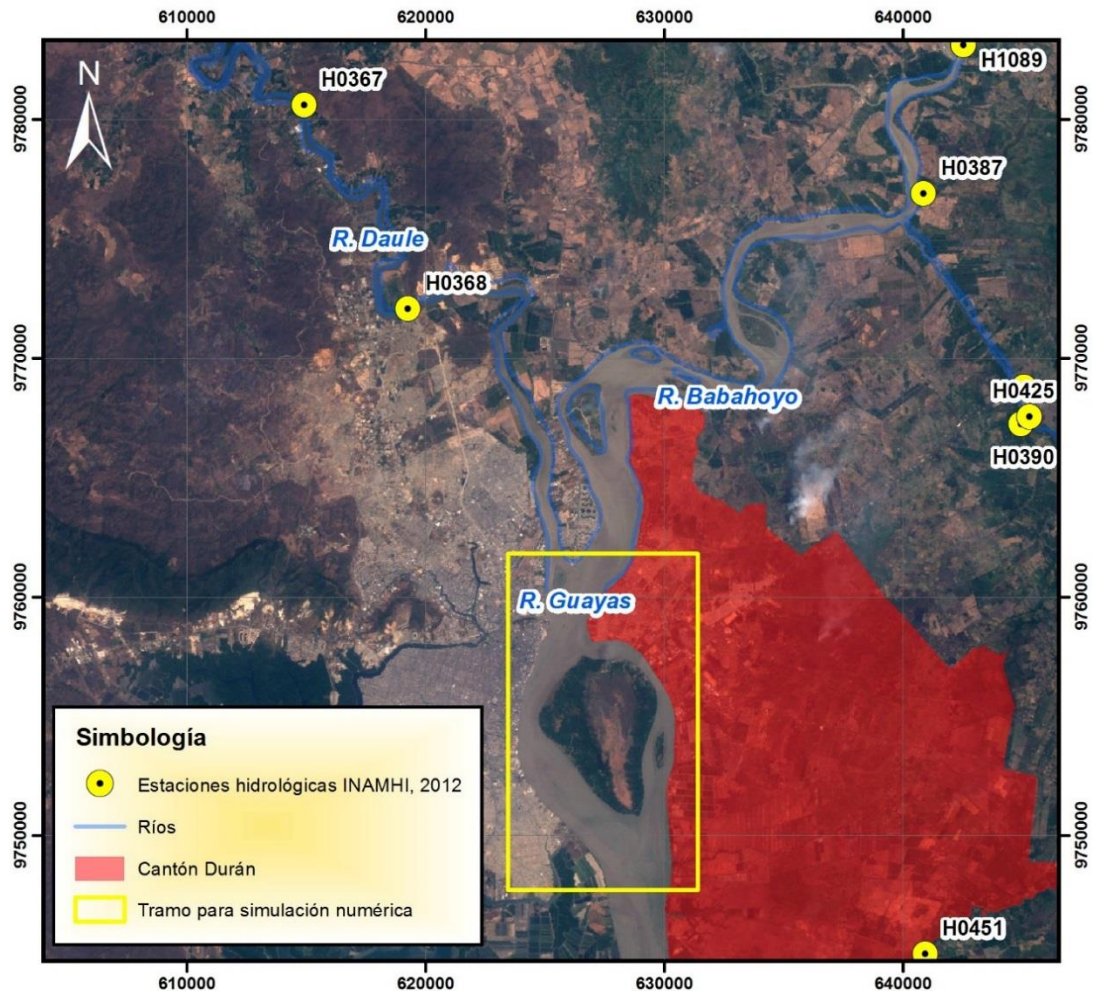 610000 620000 630000 640000
N
H0367
H1089
9780000 9780000
H0387
R. Daule
H0368
9770000 9770000
R. Babahoyo
H0425
H0390
9760000 9760000
R. Guayas
Simbología
Estaciones hidrológicas INAMHI, 2012
Ríos
9750000 9750000
Cantón Durán
Tramo para simulación numérica
H0451
610000 620000 630000 640000